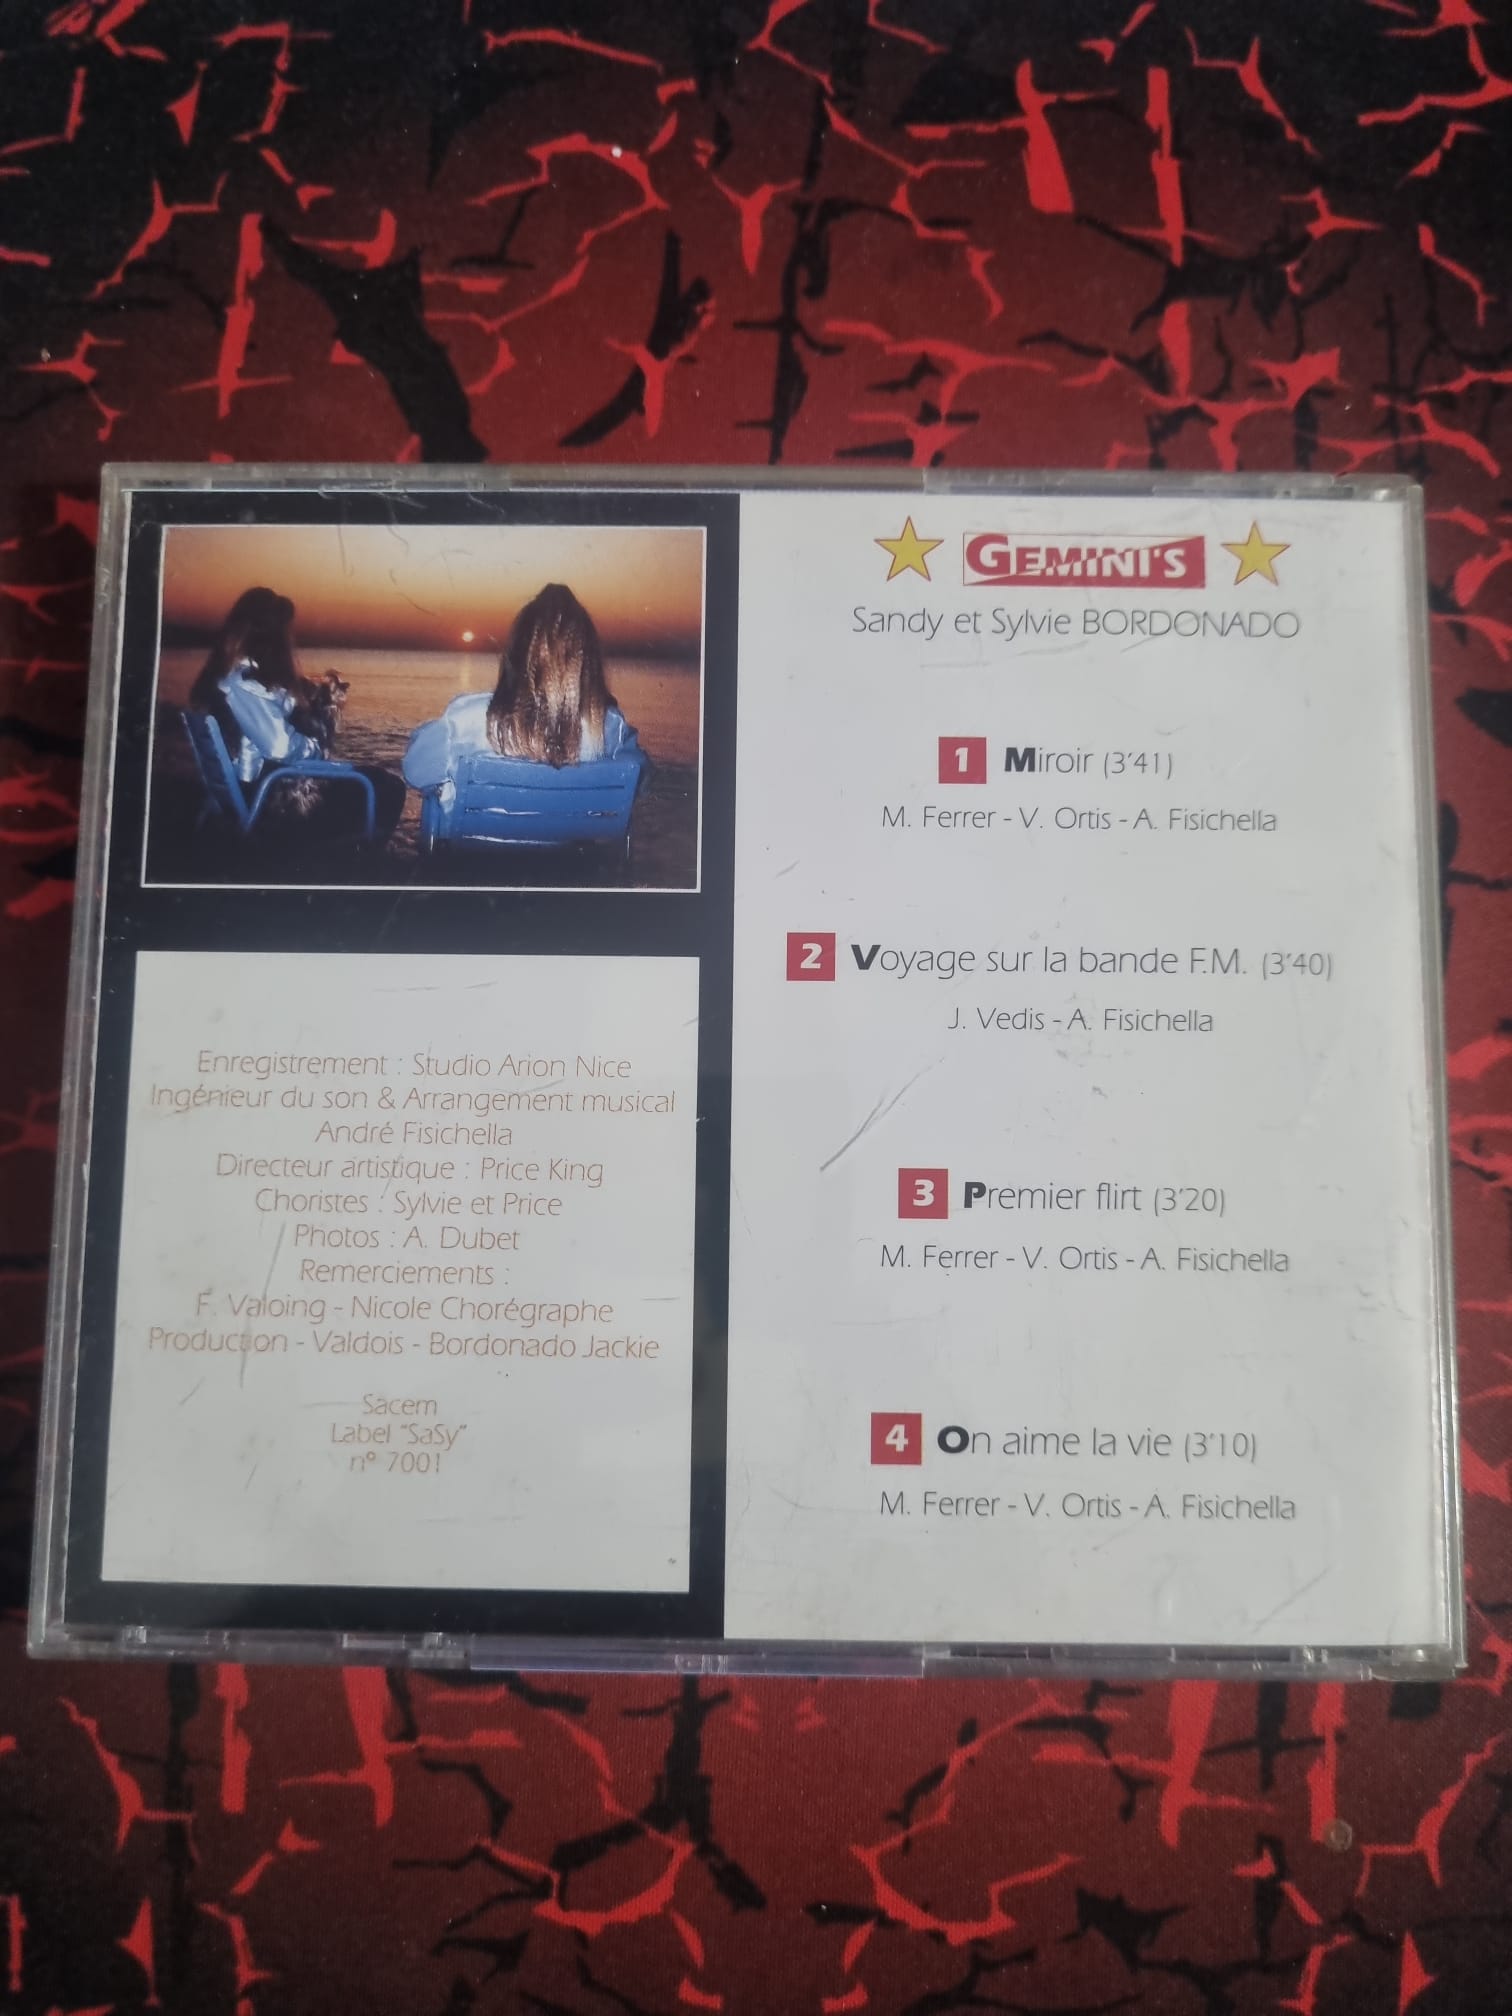 GEMINI'S
Sandy et Sylvie BORDONADO
1 Miroir (3'41)
M. Ferrer - V. Ortis - A. Fisichella
2 Voyage sur la bande F.M. (3'40)
J. Vedis - A. Fisichella
3 Premier flirt (3'20)
M. Ferrer - V. Ortis - A. Fisichella
4 On aime la vie (3'10)
M. Ferrer - V. Ortis - A. Fisichella
Enregistrement : Studio Arion Nice
Ingénieur du son & Arrangement musical
André Fisichella
Directeur artistique : Price King
Choristes : Sylvie et Price
Photos : A. Dubet
Remerciements :
F. Valoing - Nicole Chorégraphe
Production - Valdois - Bordonado Jackie
Sacem
Label "SaSy"
n° 7001